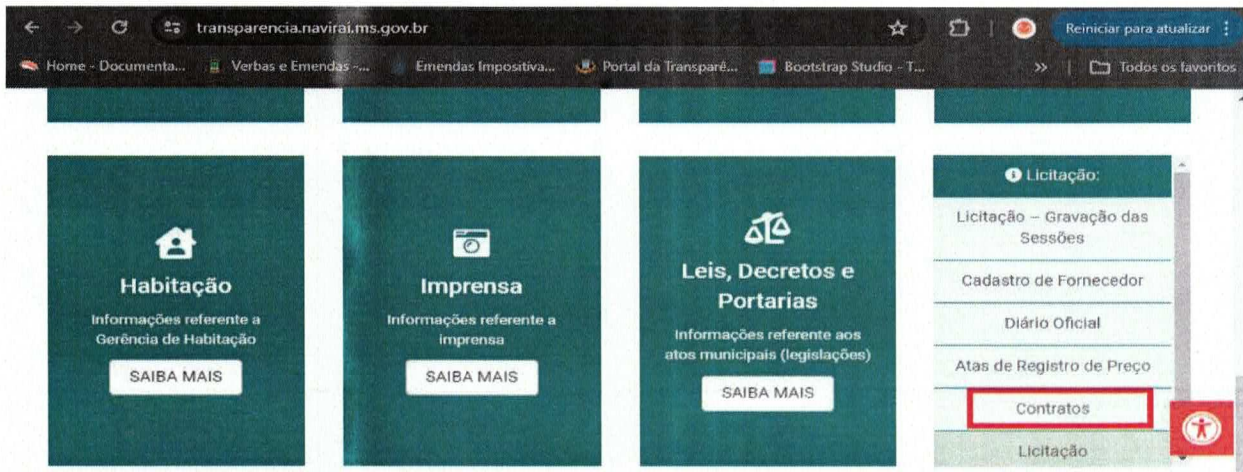 transparencia.navirai.ms.gov.br
Reiniciar para atualizar
Home - Documenta...
Verbas e Emendas -...
Emendas Impositiva...
Portal da Transparê...
Bootstrap Studio - T...
»
Todos os favoritos
Habitação
Informações referente a
Gerência de Habitação
SAIBA MAIS
Imprensa
Informações referente a
imprensa
SAIBA MAIS
Leis, Decretos e
Portarias
Informações referente aos
atos municipais (legislações)
SAIBA MAIS
Licitação:
Licitação – Gravação das
Sessões
Cadastro de Fornecedor
Diário Oficial
Atas de Registro de Preço
Contratos
Licitação